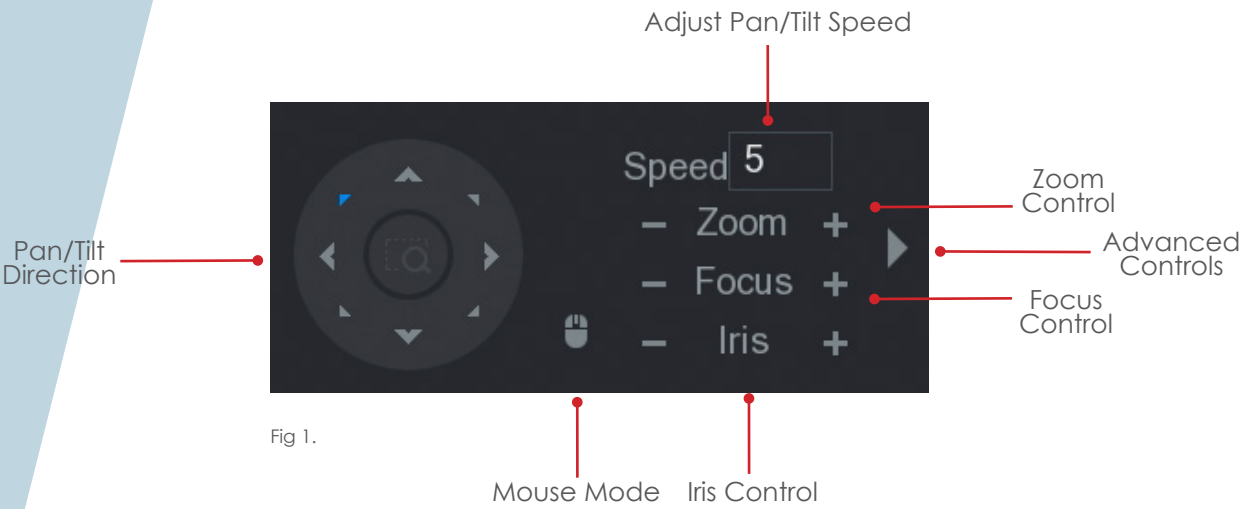 Adjust Pan/Tilt Speed
Speed 5
Zoom
Control
− Zoom +
Pan/Tilt
Direction
Advanced
Controls
− Focus +
Focus
Control
− Iris +
Fig 1.
Mouse Mode
Iris Control